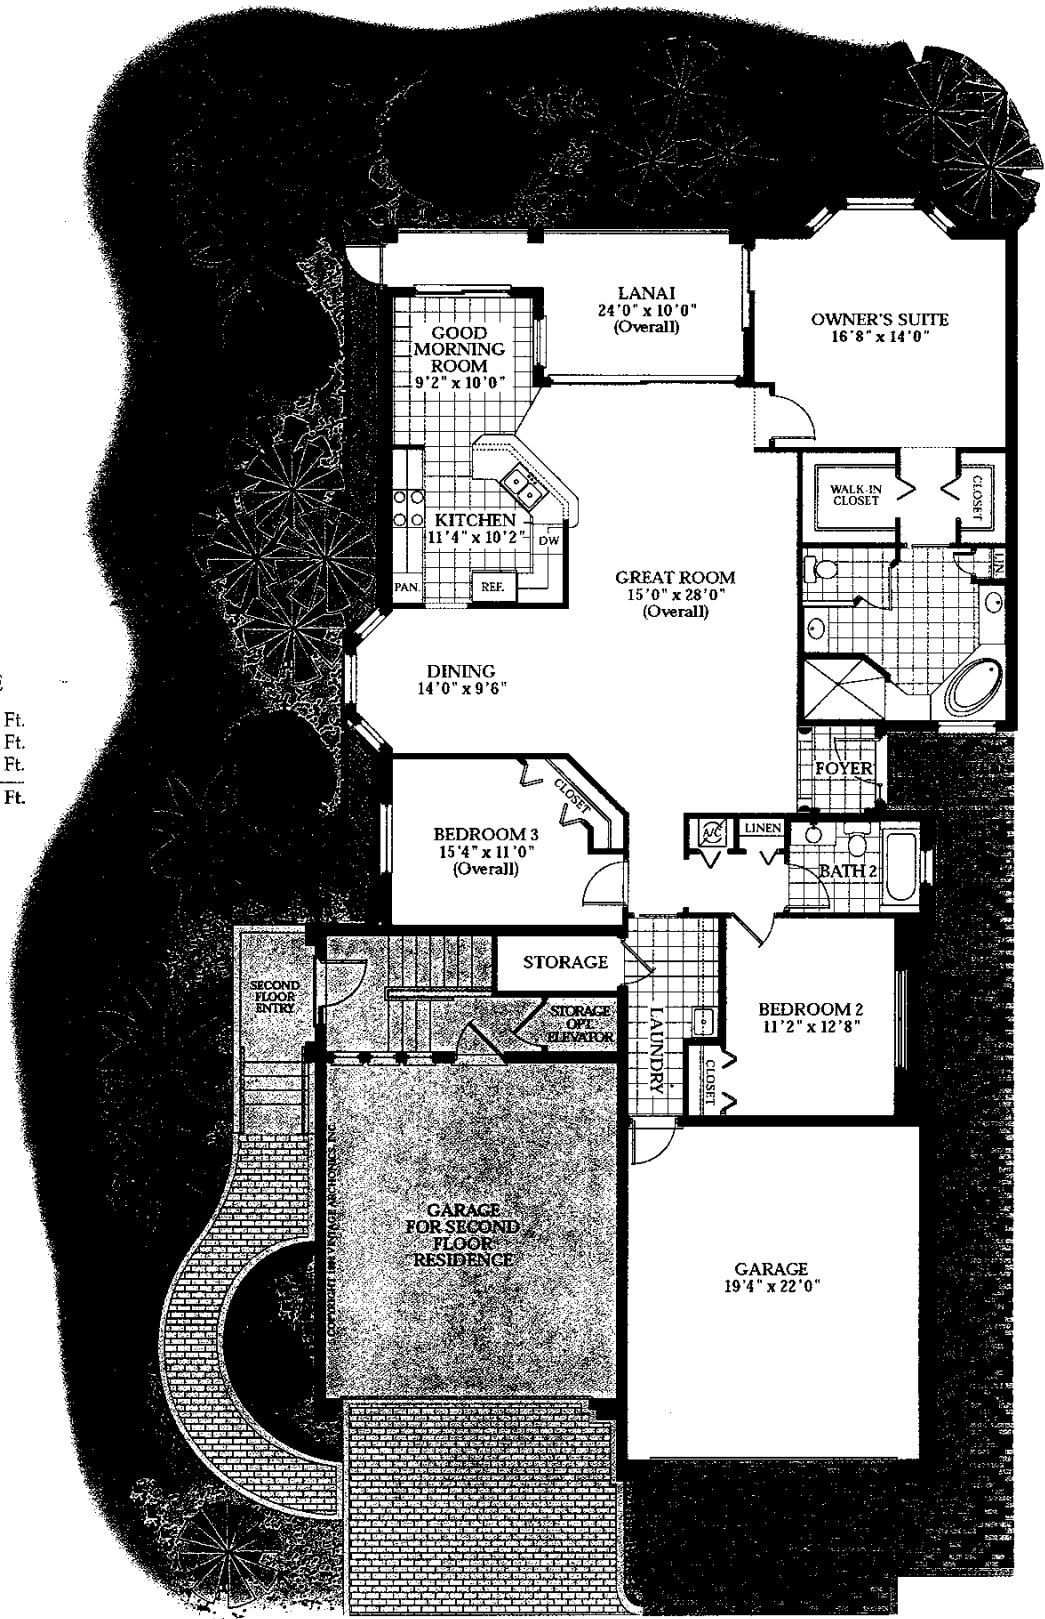 LANAI
24'0" x 10'0"
(Overall)
OWNER'S SUITE
16'8" x 14'0"
GOOD
MORNING
ROOM
9'2" x 10'0"
WALK-IN
CLOSET
CLOSET
KITCHEN
11'4" x 10'2"
DW
PAN.
REF.
LIN.
GREAT ROOM
15'0" x 28'0"
(Overall)
DINING
14'0" x 9'6"
E
Ft.
Ft.
Ft.
Ft.
FOYER
CLOSET
BEDROOM 3
15'4" x 11'0"
(Overall)
A/C
LINEN
BATH 2
STORAGE
SECOND
FLOOR
ENTRY
STORAGE
OPT.
ELEVATOR
LAUNDRY
BEDROOM 2
11'2" x 12'8"
CLOSET
GARAGE
FOR SECOND
FLOOR
RESIDENCE
GARAGE
19'4" x 22'0"